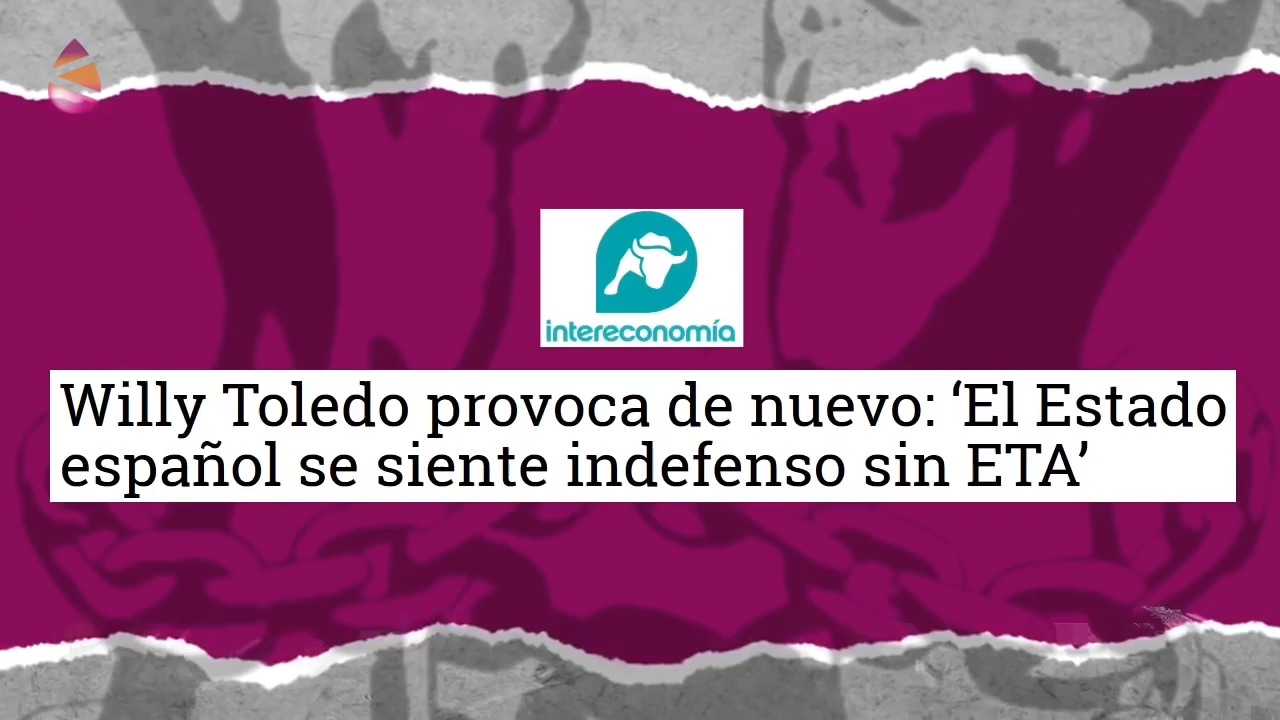 intereconomía
Willy Toledo provoca de nuevo: ‘El Estado
español se siente indefenso sin ETA’